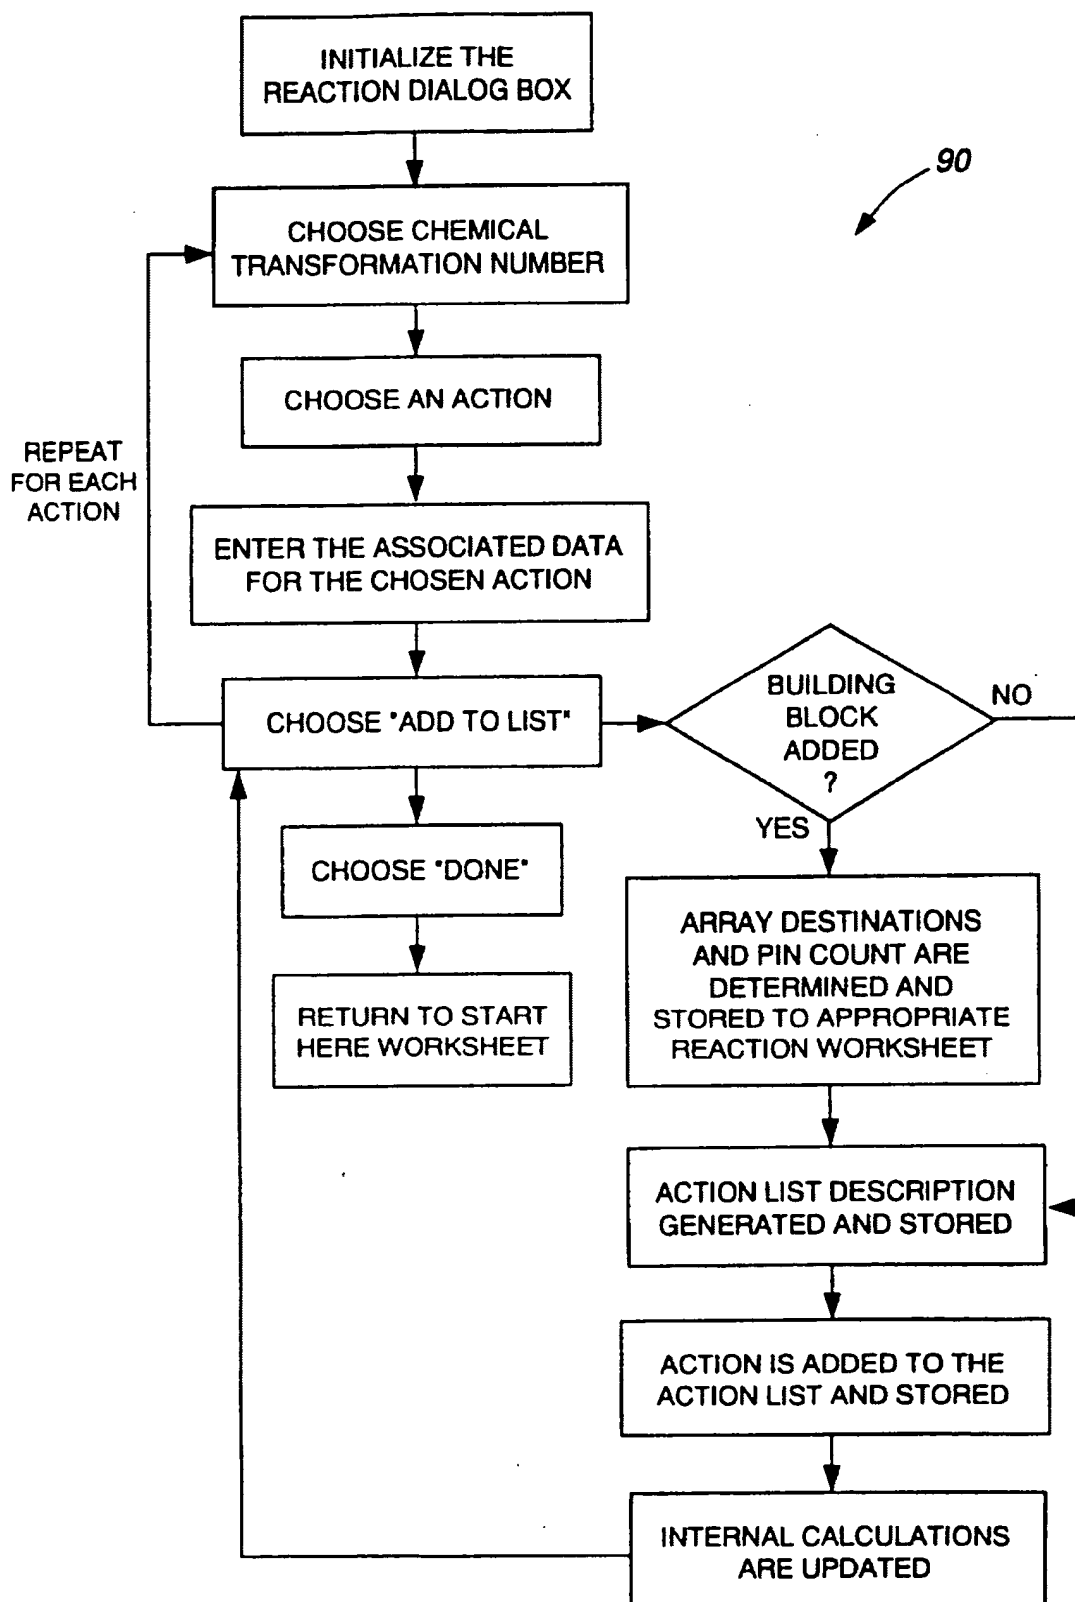 INITIALIZE THE
REACTION DIALOG BOX
90
CHOOSE CHEMICAL
TRANSFORMATION NUMBER
CHOOSE AN ACTION
REPEAT
FOR EACH
ACTION
ENTER THE ASSOCIATED DATA
FOR THE CHOSEN ACTION
CHOOSE "ADD TO LIST"
BUILDING
BLOCK
ADDED
?
NO
YES
CHOOSE "DONE"
RETURN TO START
HERE WORKSHEET
ARRAY DESTINATIONS
AND PIN COUNT ARE
DETERMINED AND
STORED TO APPROPRIATE
REACTION WORKSHEET
ACTION LIST DESCRIPTION
GENERATED AND STORED
ACTION IS ADDED TO THE
ACTION LIST AND STORED
INTERNAL CALCULATIONS
ARE UPDATED